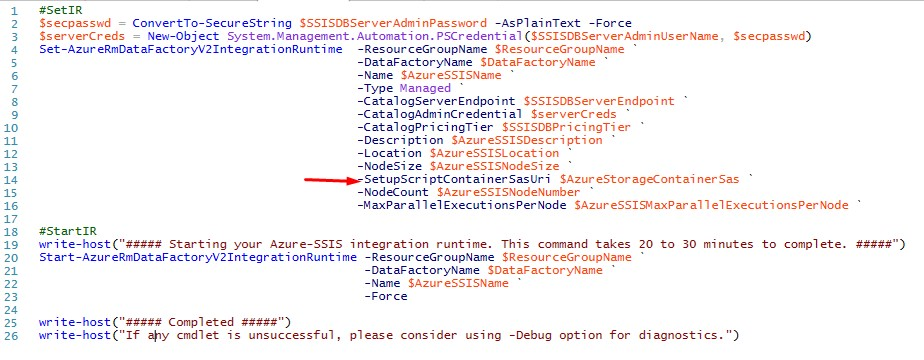 1 #SetIR
2 $secpasswd = ConvertTo-SecureString $SSISDBServerAdminPassword -AsPlainText -Force
3 $serverCreds = New-Object System.Management.Automation.PSCredential($SSISDBServerAdminUserName, $secpasswd)
4 Set-AzureRmDataFactoryV2IntegrationRuntime -ResourceGroupName $ResourceGroupName `
5 -DataFactoryName $DataFactoryName `
6 -Name $AzureSSISName `
7 -Type Managed `
8 -CatalogServerEndpoint $SSISDBServerEndpoint `
9 -CatalogAdminCredential $serverCreds `
10 -CatalogPricingTier $SSISDBPricingTier `
11 -Description $AzureSSISDescription `
12 -Location $AzureSSISLocation `
13 -NodeSize $AzureSSISNodeSize `
14 -SetupScriptContainerSasUri $AzureStorageContainerSas `
15 -NodeCount $AzureSSISNodeNumber `
16 -MaxParallelExecutionsPerNode $AzureSSISMaxParallelExecutionsPerNode `
17
18 #StartIR
19 write-host("##### Starting your Azure-SSIS integration runtime. This command takes 20 to 30 minutes to complete. #####")
20 Start-AzureRmDataFactoryV2IntegrationRuntime -ResourceGroupName $ResourceGroupName `
21 -DataFactoryName $DataFactoryName `
22 -Name $AzureSSISName `
23 -Force
24
25 write-host("##### Completed #####")
26 write-host("If any cmdlet is unsuccessful, please consider using -Debug option for diagnostics.")